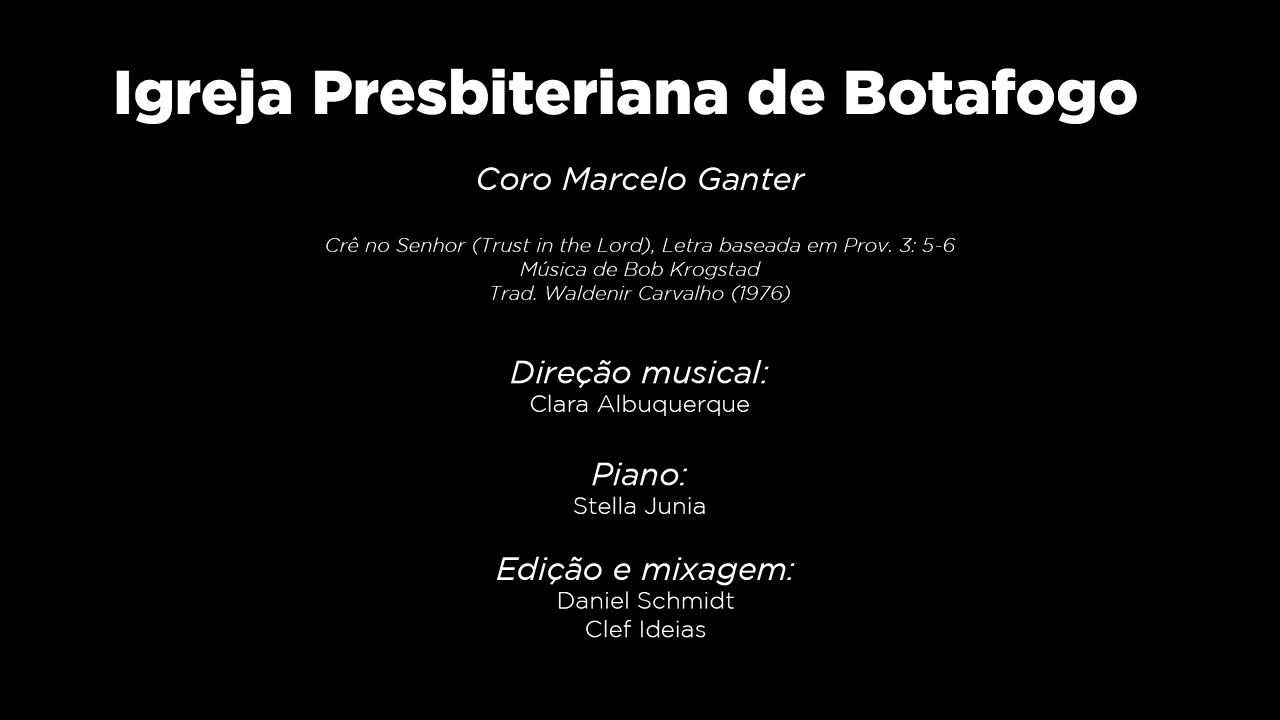 Igreja Presbiteriana de Botafogo
Coro Marcelo Ganter
Crê no Senhor (Trust in the Lord), Letra baseada em Prov. 3: 5-6
Música de Bob Krogstad
Trad. Waldenir Carvalho (1976)
Direção musical:
Clara Albuquerque
Piano:
Stella Junia
Edição e mixagem:
Daniel Schmidt
Clef Ideias